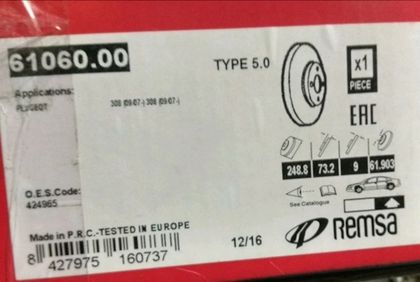 61060.00
TYPE 5.0
x1
PIECE
Applications:
PEUGEOT 308 (09/07-) 308 (09/07-)
EAC
248.8 73.2 9 61.903
See Catalogue
O.E.S.Code:
424965
Made in P.R.C.-TESTED IN EUROPE
12/16
remsa
8 427975 160737